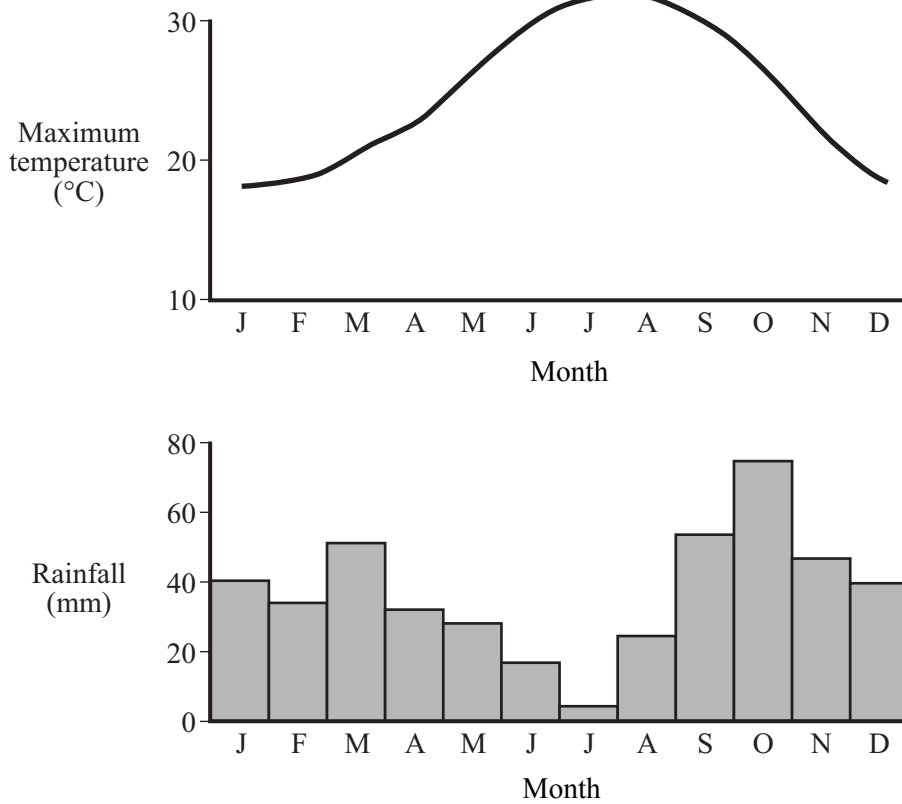 30
Maximum
temperature
(°C)
20
10
J F M A M J J A S O N D
Month
80
60
Rainfall
(mm)
40
20
0
J F M A M J J A S O N D
Month